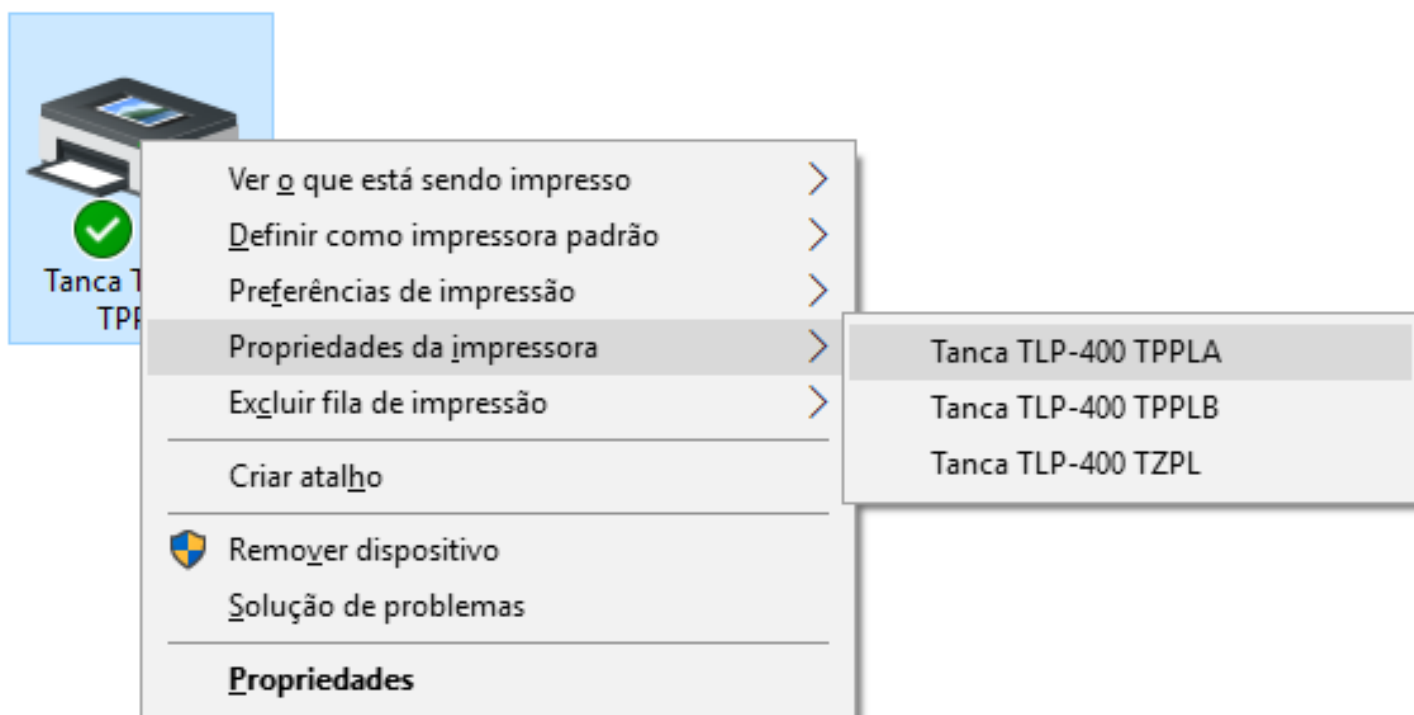 Ver o que está sendo impresso
Definir como impressora padrão
Preferências de impressão
Propriedades da impressora
Excluir fila de impressão
Criar atalho
Remover dispositivo
Solução de problemas
Propriedades
Tanca TLP-400 TPPLA
Tanca TLP-400 TPPLB
Tanca TLP-400 TZPL
Tanca